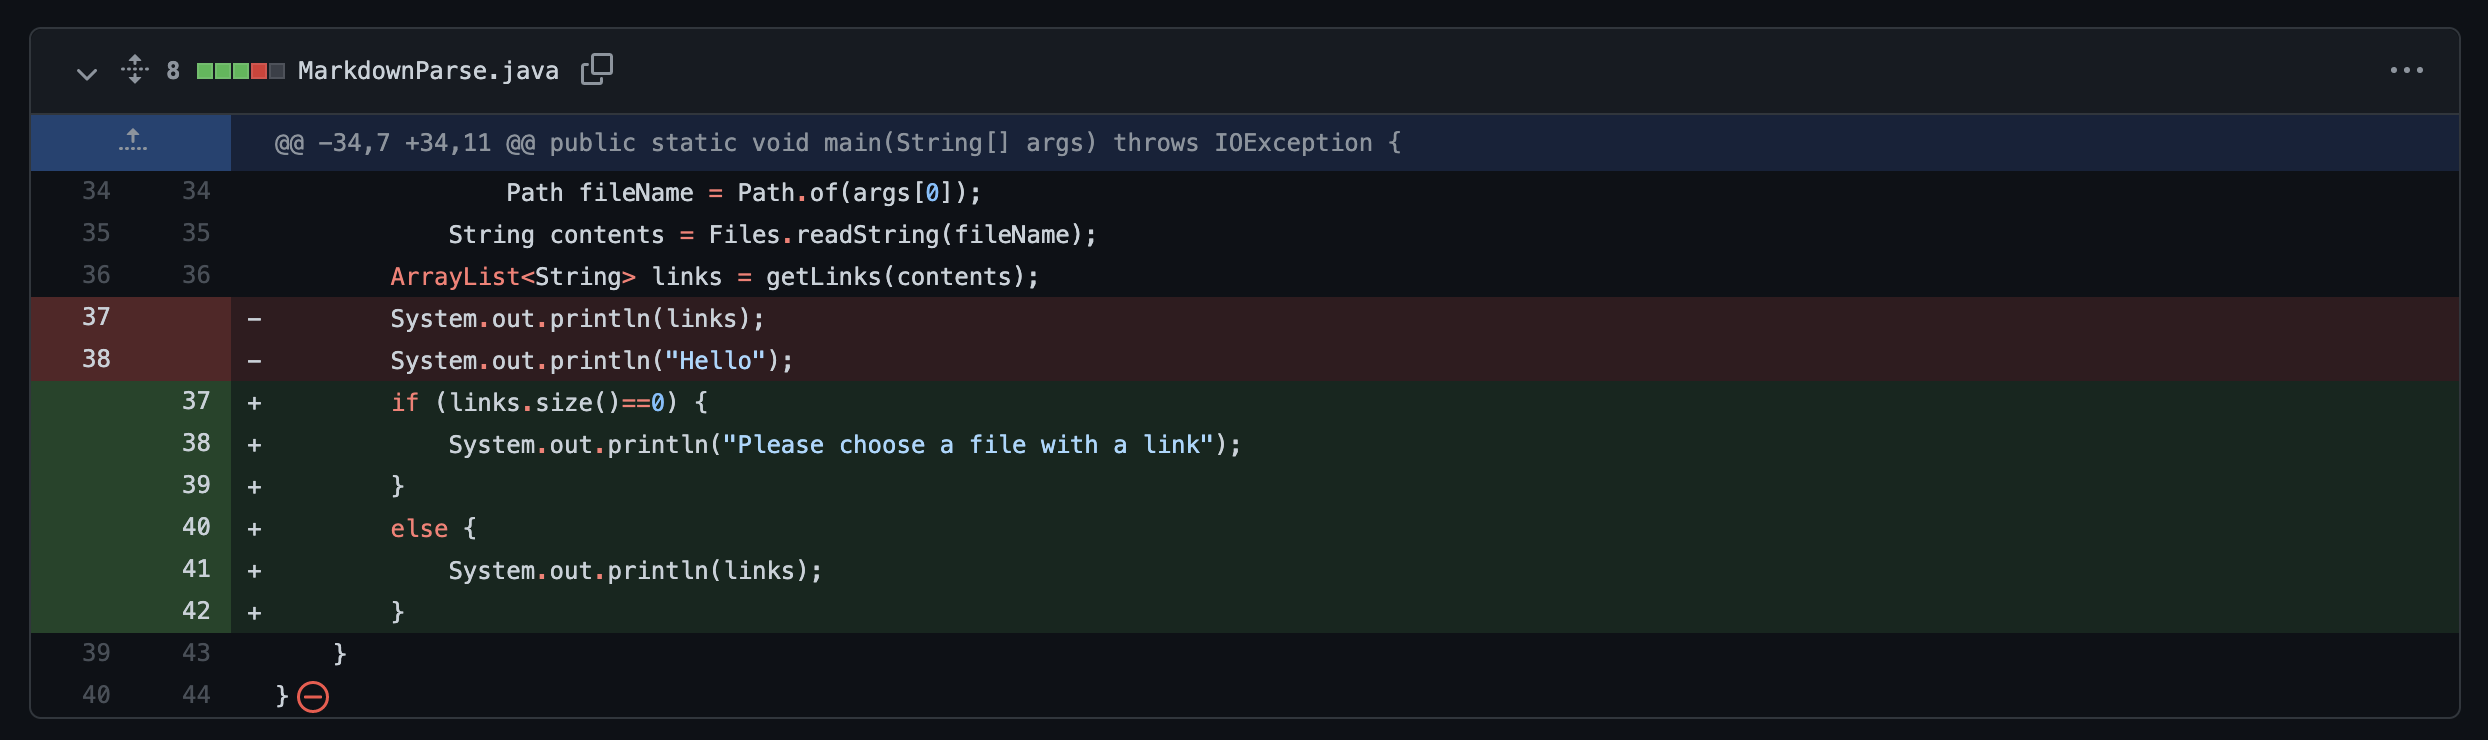 8 MarkdownParse.java
@@ -34,7 +34,11 @@ public static void main(String[] args) throws IOException {
34 34 Path fileName = Path.of(args[0]);
35 35 String contents = Files.readString(fileName);
36 36 ArrayList<String> links = getLinks(contents);
37 - System.out.println(links);
38 - System.out.println("Hello");
37 + if (links.size()==0) {
38 + System.out.println("Please choose a file with a link");
39 + }
40 + else {
41 + System.out.println(links);
42 + }
39 43 }
40 44 }